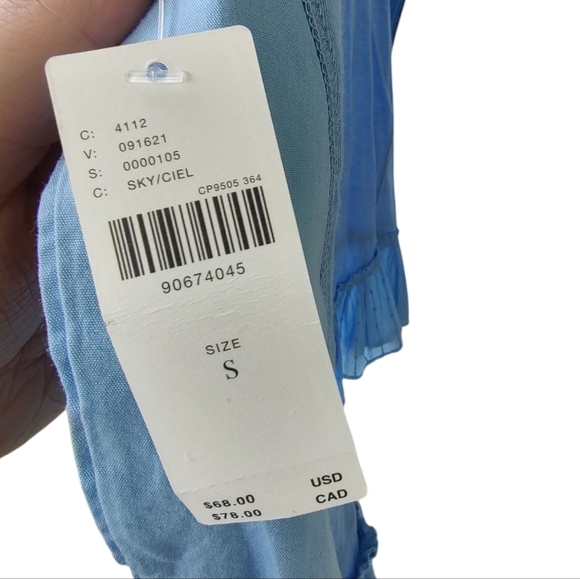 C: 4112
V: 091621
S: 0000105
C: SKY/CIEL
CP9505 364
90674045
SIZE
S
$68.00 USD
$78.00 CAD